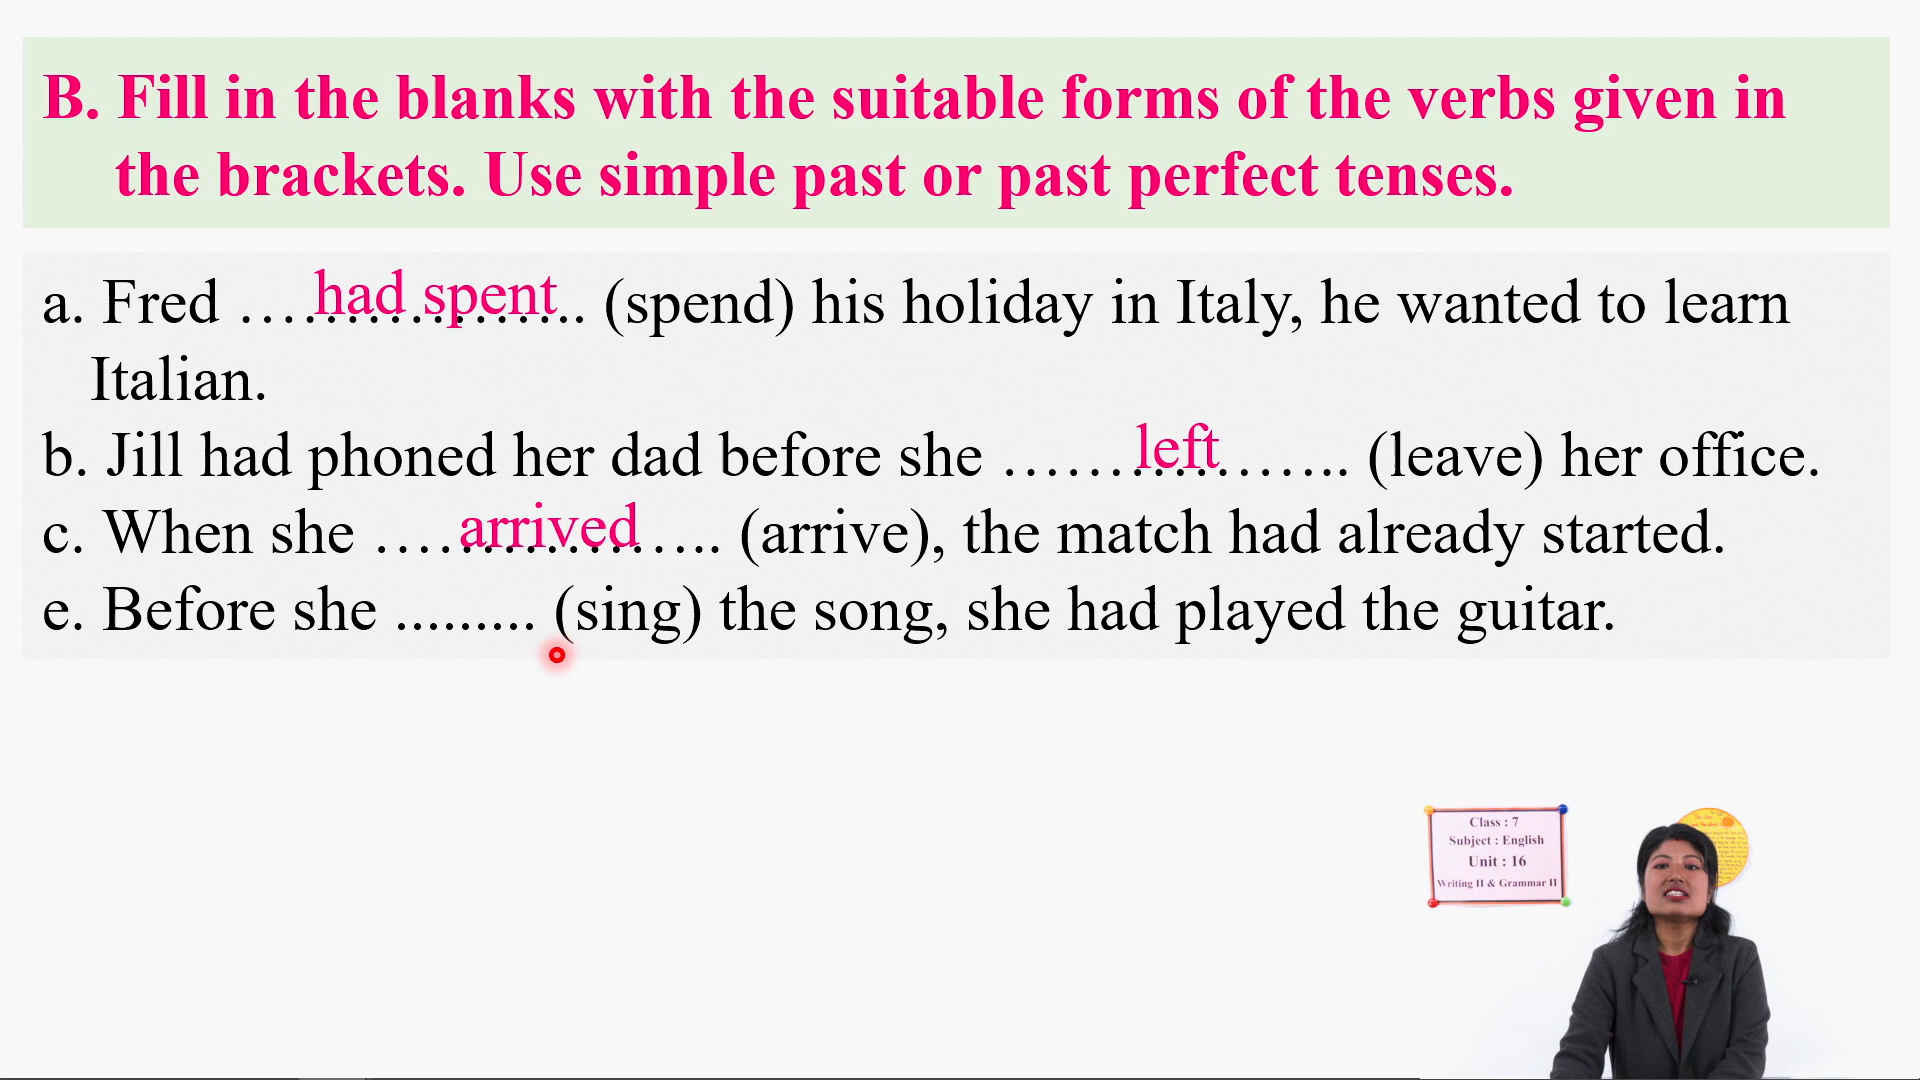 B. Fill in the blanks with the suitable forms of the verbs given in
the brackets. Use simple past or past perfect tenses.
a. Fred ……had spent…….. (spend) his holiday in Italy, he wanted to learn
Italian.
b. Jill had phoned her dad before she ……left……. (leave) her office.
c. When she ……arrived……. (arrive), the match had already started.
e. Before she ......... (sing) the song, she had played the guitar.
Class : 7
Subject : English
Unit : 16
Writing II & Grammar II